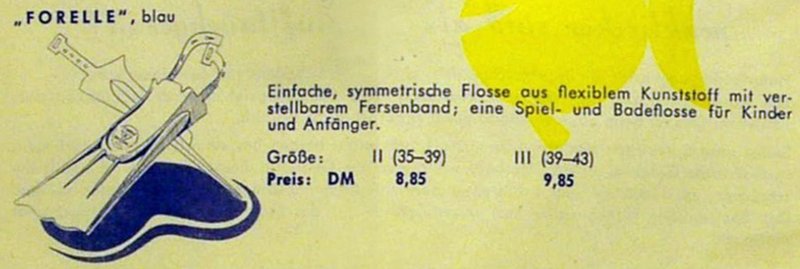 „FORELLE", blau
Einfache, symmetrische Flosse aus flexiblem Kunststoff mit ver-
stellbarem Fersenband; eine Spiel- und Badeflosse für Kinder
und Anfänger.
Größe: II (35–39) III (39–43)
Preis: DM 8,85 9,85